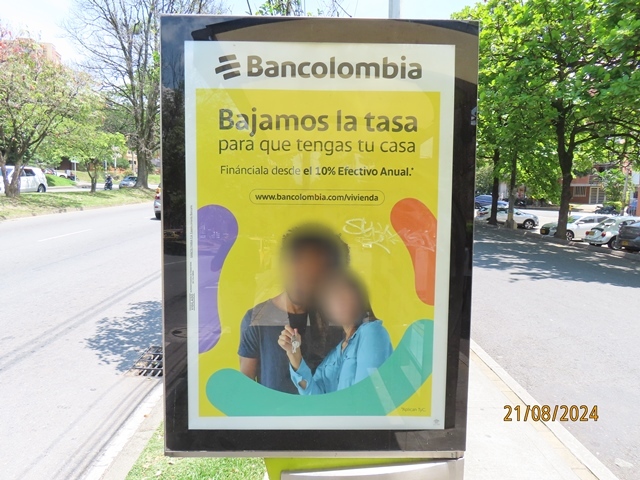 Bancolombia
Bajamos la tasa
para que tengas tu casa
Fináncíala desde el 10% Efectivo Anual.*
www.bancolombia.com/vivienda
21/08/2024